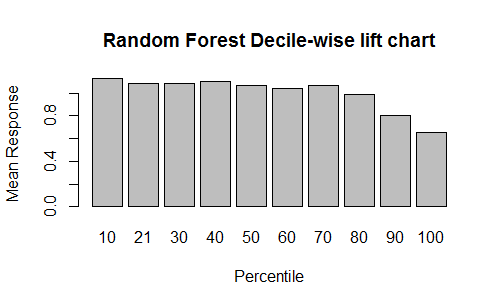 Random Forest Decile-wise lift chart
Mean Response
0.8
0.4
0.0
10 21 30 40 50 60 70 80 90 100
Percentile